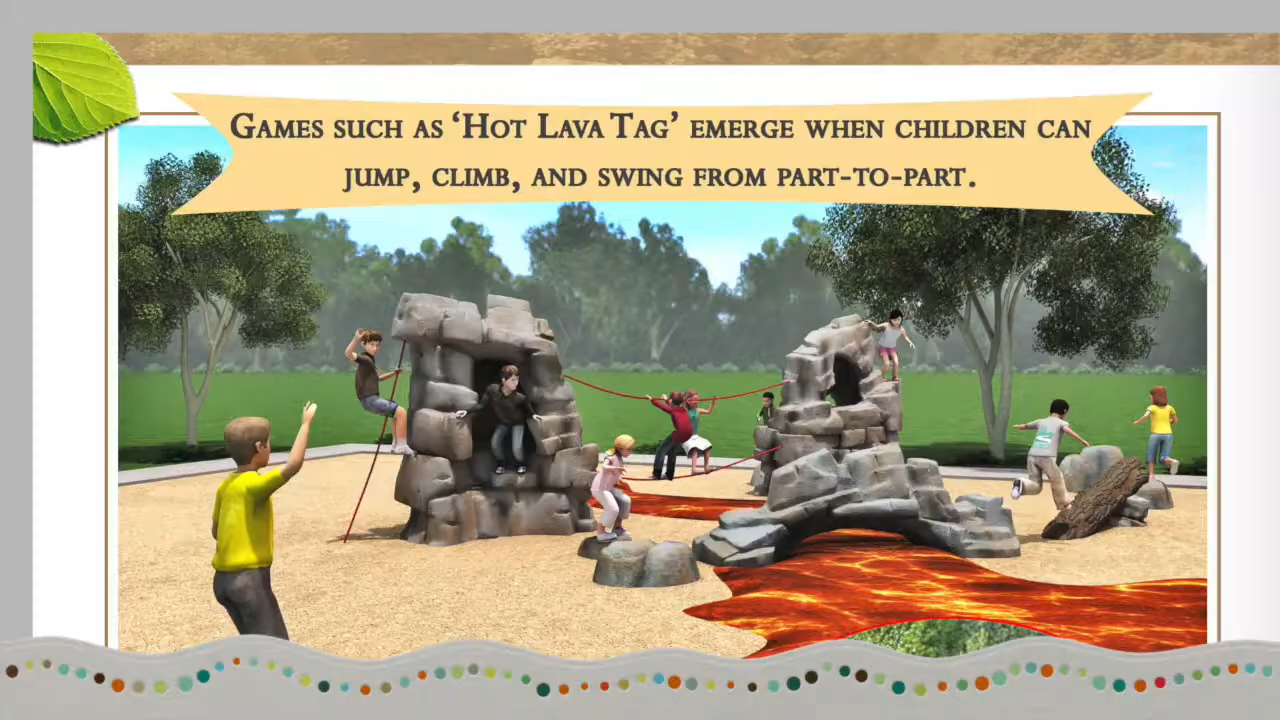 Games such as ‘Hot Lava Tag’ emerge when children can
jump, climb, and swing from part-to-part.